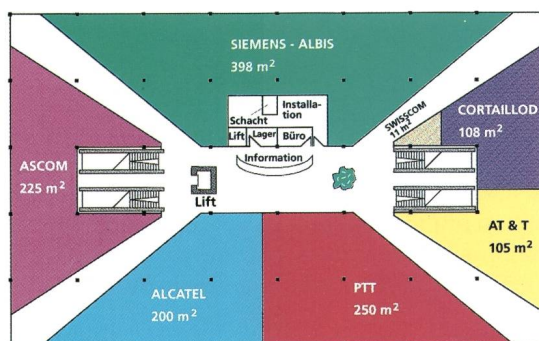 SIEMENS - ALBIS
398 m²
Installa-
tion
Schacht
Lift
Lager
Büro
Information
SWISSCOM
11 m²
CORTAILLOD
108 m²
ASCOM
225 m²
Lift
AT & T
105 m²
ALCATEL
200 m²
PTT
250 m²